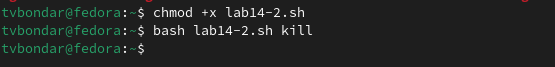 tvbondar@fedora:~$ chmod +x lab14-2.sh
tvbondar@fedora:~$ bash lab14-2.sh kill
tvbondar@fedora:~$